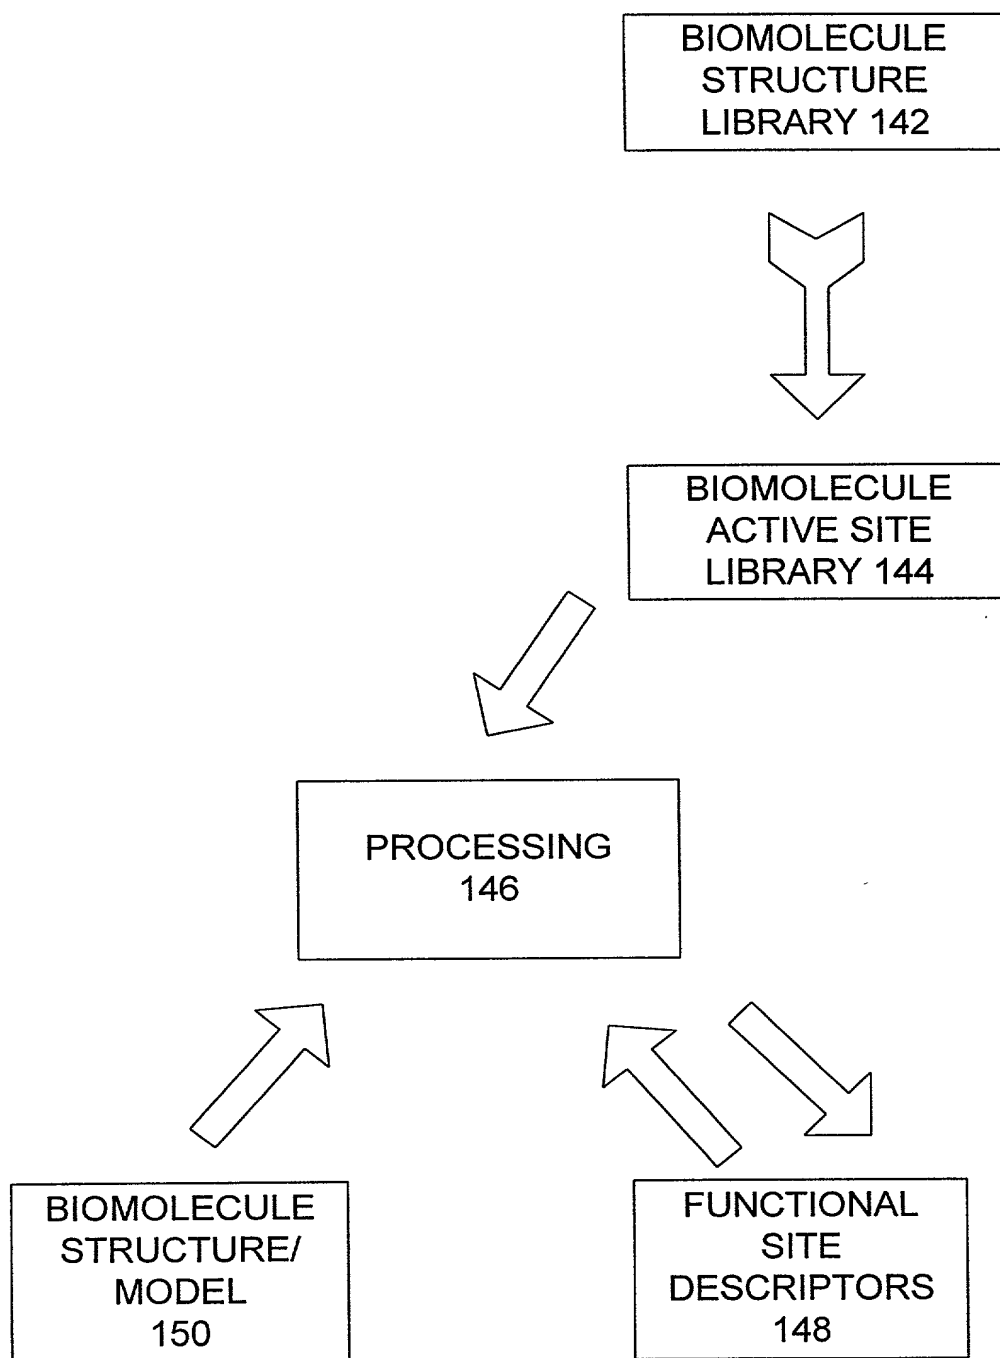 BIOMOLECULE
STRUCTURE
LIBRARY 142
BIOMOLECULE
ACTIVE SITE
LIBRARY 144
PROCESSING
146
BIOMOLECULE
STRUCTURE/
MODEL
150
FUNCTIONAL
SITE
DESCRIPTORS
148